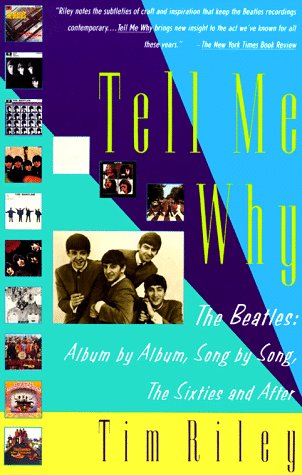 "Riley notes the subtleties of craft and inspiration that keep the Beatles recordings
contemporary....Tell Me Why brings new insight to the act we've known for all
these years." –The New York Times Book Review
Tell Me
Why
The Beatles:
Album by Album, Song by Song,
The Sixties and After
Tim Riley